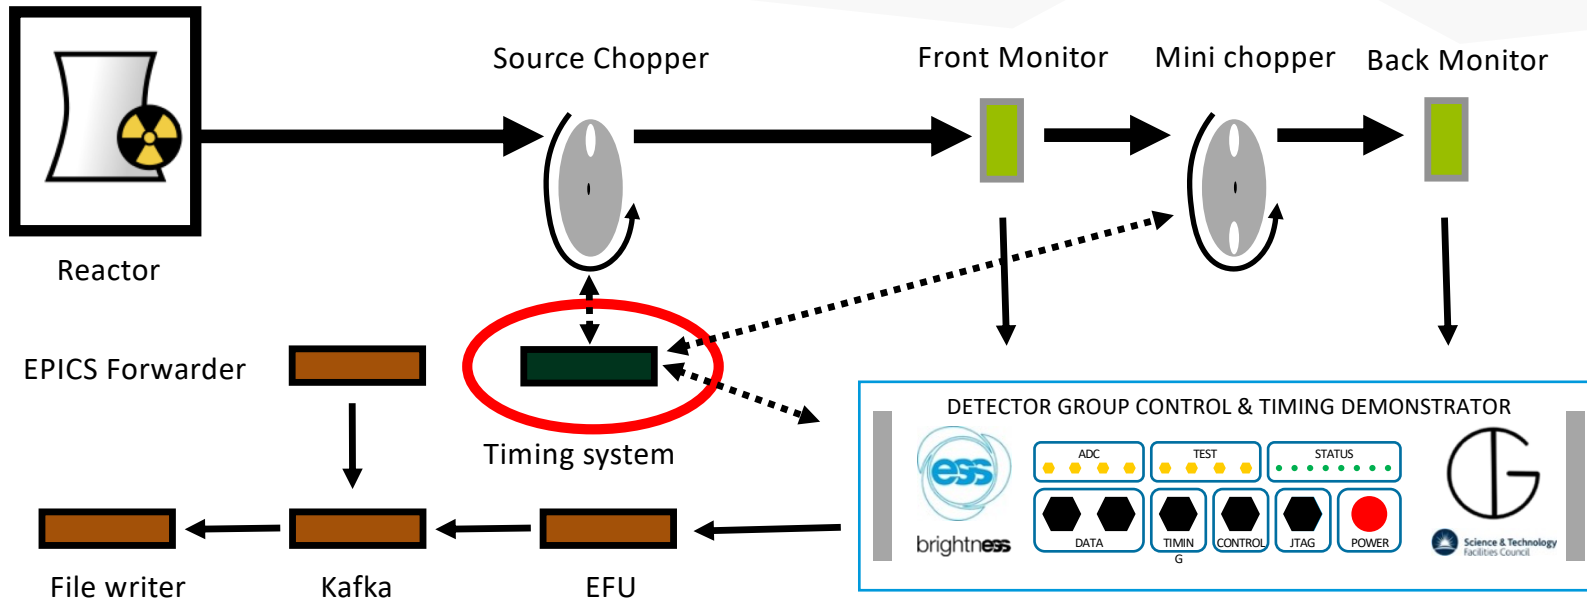 Source Chopper
Front Monitor
Mini chopper
Back Monitor
Reactor
EPICS Forwarder
Timing system
DETECTOR GROUP CONTROL & TIMING DEMONSTRATOR
ess
brightness
ADC
TEST
STATUS
DATA
TIMIN
G
CONTROL
JTAG
POWER
Science & Technology
Facilities Council
File writer
Kafka
EFU